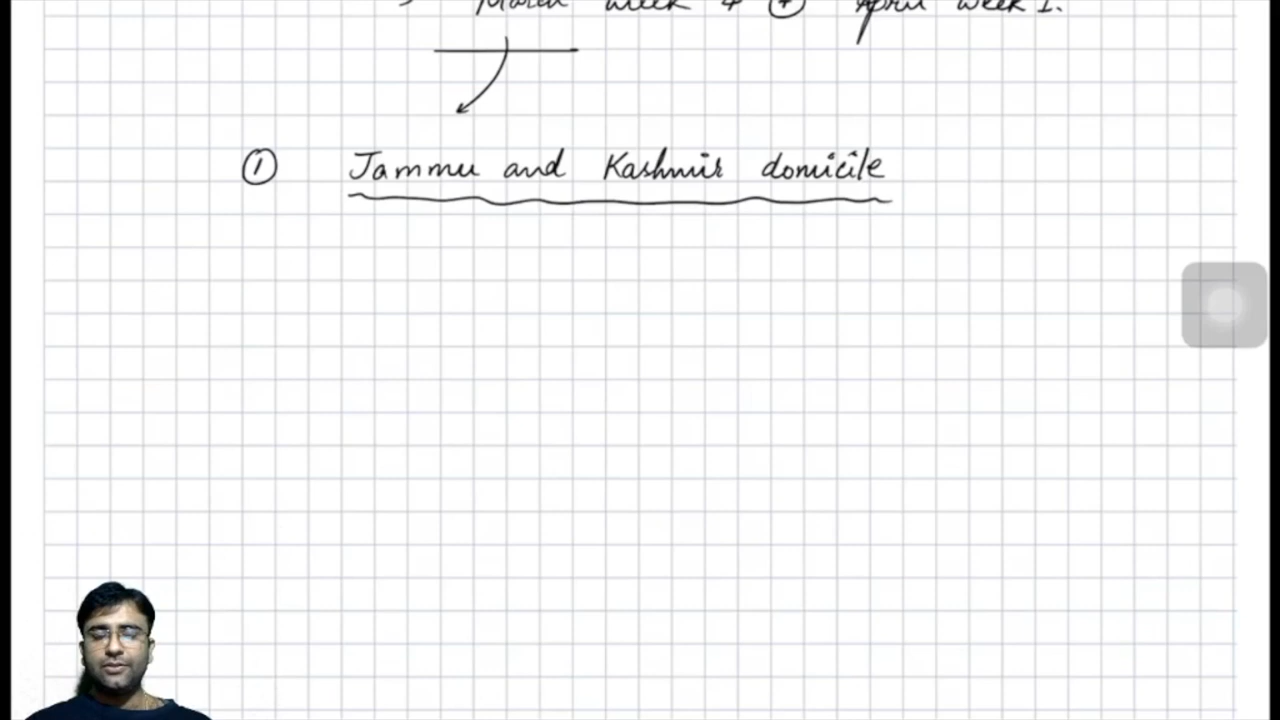 March week 4 + April week 1.
① Jammu and Kashmir domicile